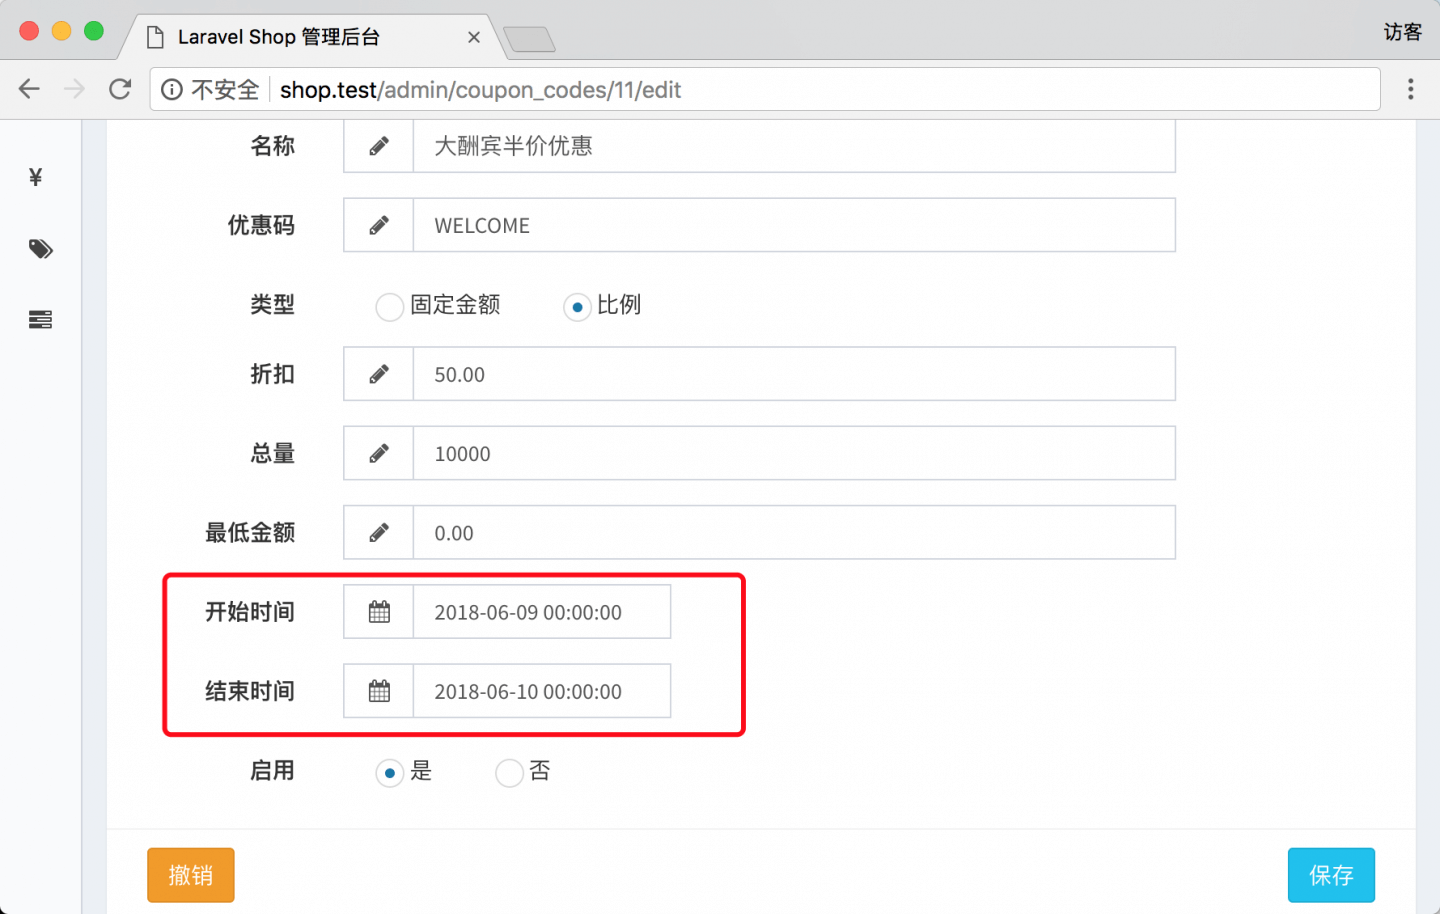 Laravel Shop 管理后台
访客
不安全 shop.test/admin/coupon_codes/11/edit
名称 大酬宾半价优惠
¥
优惠码 WELCOME
类型 固定金额 比例
折扣 50.00
总量 10000
最低金额 0.00
开始时间 2018-06-09 00:00:00
结束时间 2018-06-10 00:00:00
启用 是 否
撤销 保存